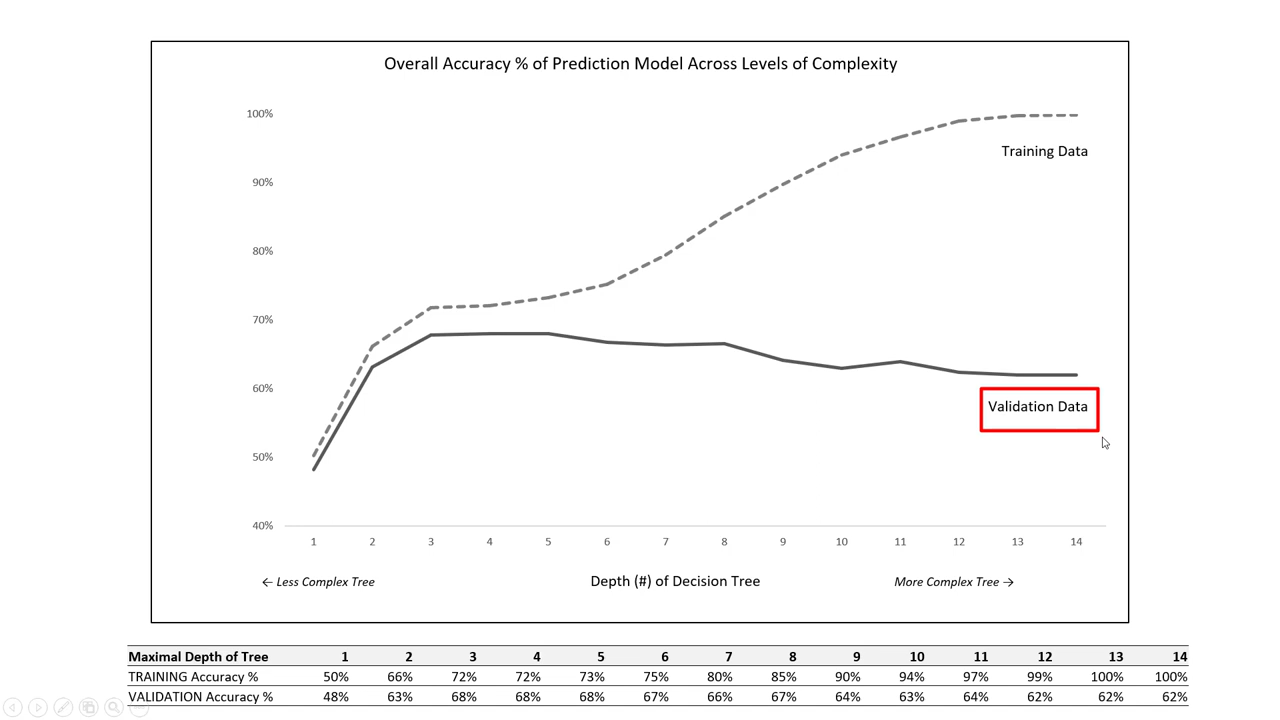 Overall Accuracy % of Prediction Model Across Levels of Complexity
100%
Training Data
90%
80%
70%
60%
Validation Data
50%
40%
1 2 3 4 5 6 7 8 9 10 11 12 13 14
← Less Complex Tree Depth (#) of Decision Tree More Complex Tree →
Maximal Depth of Tree 1 2 3 4 5 6 7 8 9 10 11 12 13 14
TRAINING Accuracy % 50% 66% 72% 72% 73% 75% 80% 85% 90% 94% 97% 99% 100% 100%
VALIDATION Accuracy % 48% 63% 68% 68% 68% 67% 66% 67% 64% 63% 64% 62% 62% 62%